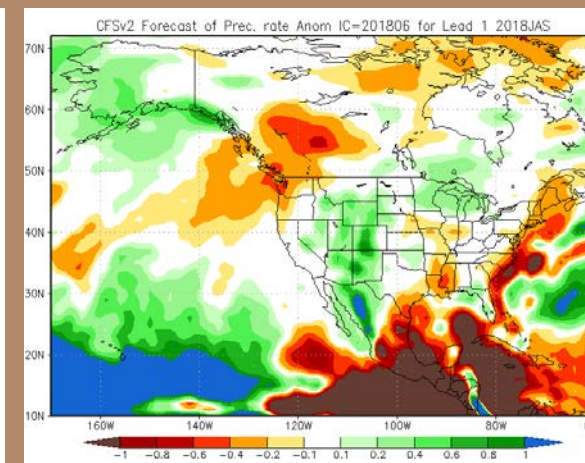 CFSv2 Forecast of Prec. rate Anom IC=201806 for Lead 1 2018JAS
70N
60N
50N
40N
30N
20N
10N
160W 140W 120W 100W 80W
-1 -0.8 -0.6 -0.4 -0.2 -0.1 0.1 0.2 0.4 0.6 0.8 1